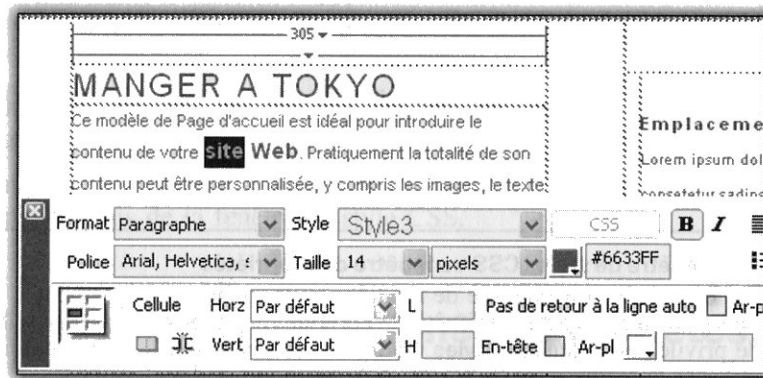 305
MANGER A TOKYO
Ce modèle de Page d'accueil est idéal pour introduire le
contenu de votre site Web. Pratiquement la totalité de son
contenu peut être personnalisée, y compris les images, le texte
Emplaceme
Lorem ipsum dol
consetetur sading
Format Paragraphe Style Style3 CSS B I
Police Arial, Helvetica, s Taille 14 pixels #6633FF
Cellule Horz Par défaut L Pas de retour à la ligne auto Ar-p
Vert Par défaut H En-tête Ar-pl